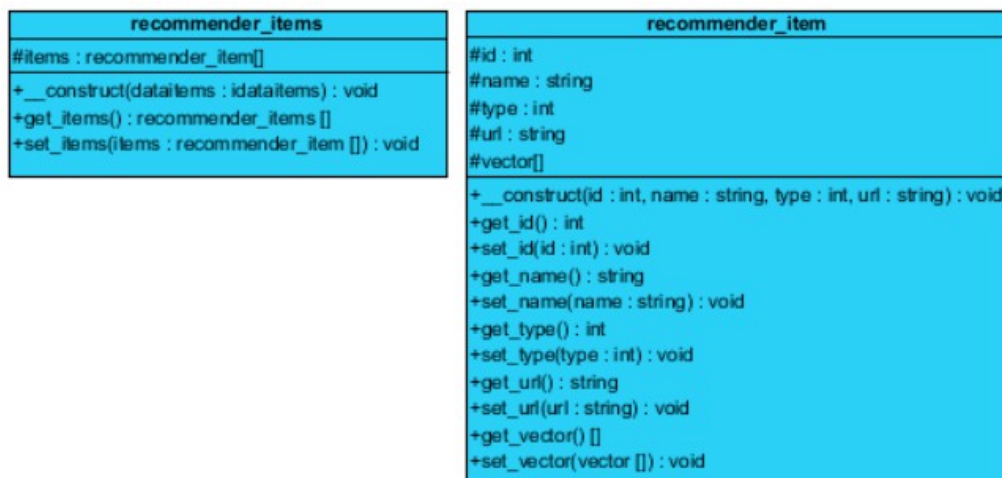 recommender_items
#items : recommender_item[]
+__construct(dataitems : idataitems) : void
+get_items() : recommender_items []
+set_items(items : recommender_item []) : void
recommender_item
#id : int
#name : string
#type : int
#url : string
#vector[]
+__construct(id : int, name : string, type : int, url : string) : void
+get_id() : int
+set_id(id : int) : void
+get_name() : string
+set_name(name : string) : void
+get_type() : int
+set_type(type : int) : void
+get_url() : string
+set_url(url : string) : void
+get_vector() []
+set_vector(vector []) : void